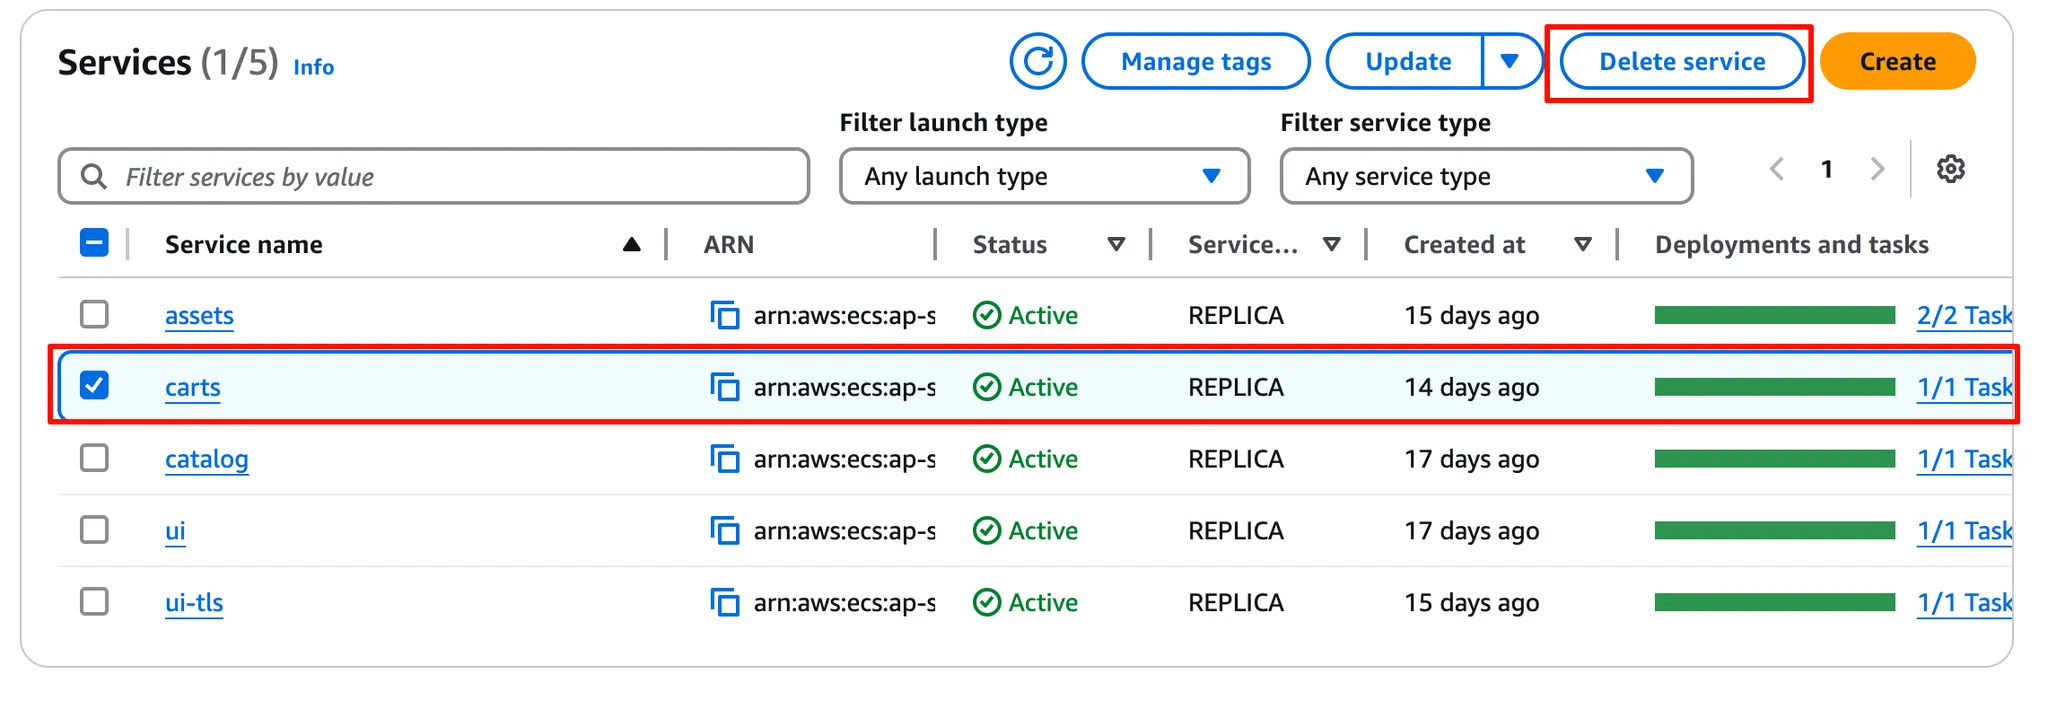 Services (1/5) Info
Manage tags
Update
Delete service
Create
Filter launch type
Filter service type
Filter services by value
Any launch type
Any service type
1
Service name ARN Status Service... Created at Deployments and tasks
assets arn:aws:ecs:ap-s Active REPLICA 15 days ago 2/2 Task
carts arn:aws:ecs:ap-s Active REPLICA 14 days ago 1/1 Task
catalog arn:aws:ecs:ap-s Active REPLICA 17 days ago 1/1 Task
ui arn:aws:ecs:ap-s Active REPLICA 17 days ago 1/1 Task
ui-tls arn:aws:ecs:ap-s Active REPLICA 15 days ago 1/1 Task